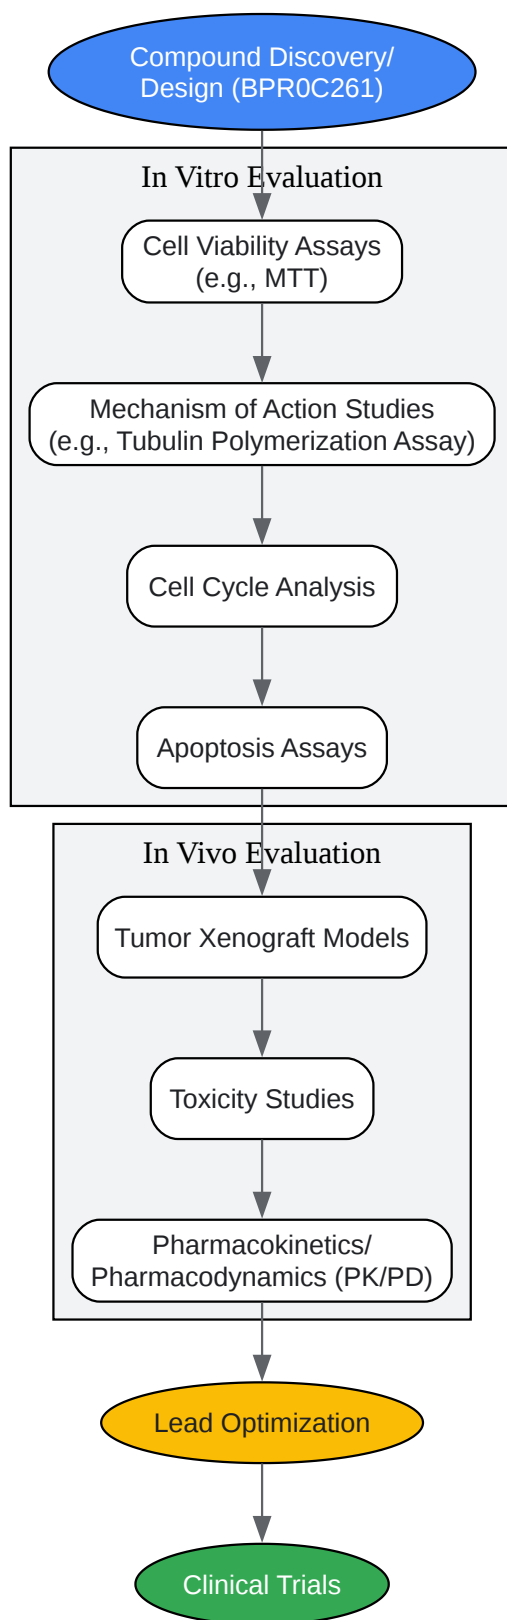 Compound Discovery/
Design (BPR0C261)
In Vitro Evaluation
Cell Viability Assays
(e.g., MTT)
Mechanism of Action Studies
(e.g., Tubulin Polymerization Assay)
Cell Cycle Analysis
Apoptosis Assays
In Vivo Evaluation
Tumor Xenograft Models
Toxicity Studies
Pharmacokinetics/
Pharmacodynamics (PK/PD)
Lead Optimization
Clinical Trials